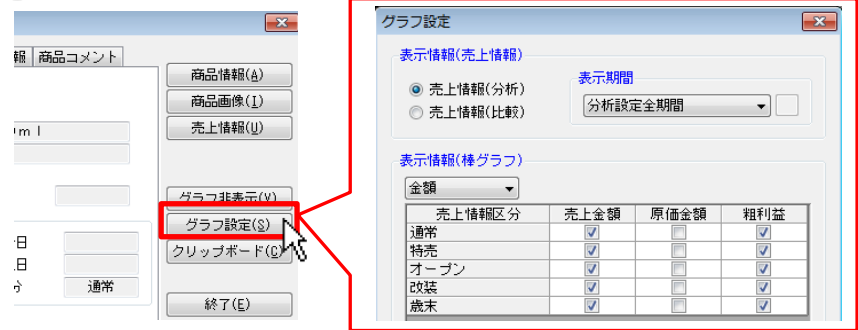 報 商品コメント
商品情報(A)
商品画像(I)
ml 売上情報(U)
グラフ非表示(V)
グラフ設定(S)
日 クリップボード(C)
日
分 通常
終了(E)
グラフ設定
表示情報(売上情報)
売上情報(分析)
売上情報(比較)
表示期間
分析設定全期間
表示情報(棒グラフ)
金額
売上情報区分 売上金額 原価金額 粗利益
通常
特売
オープン
改装
歳末